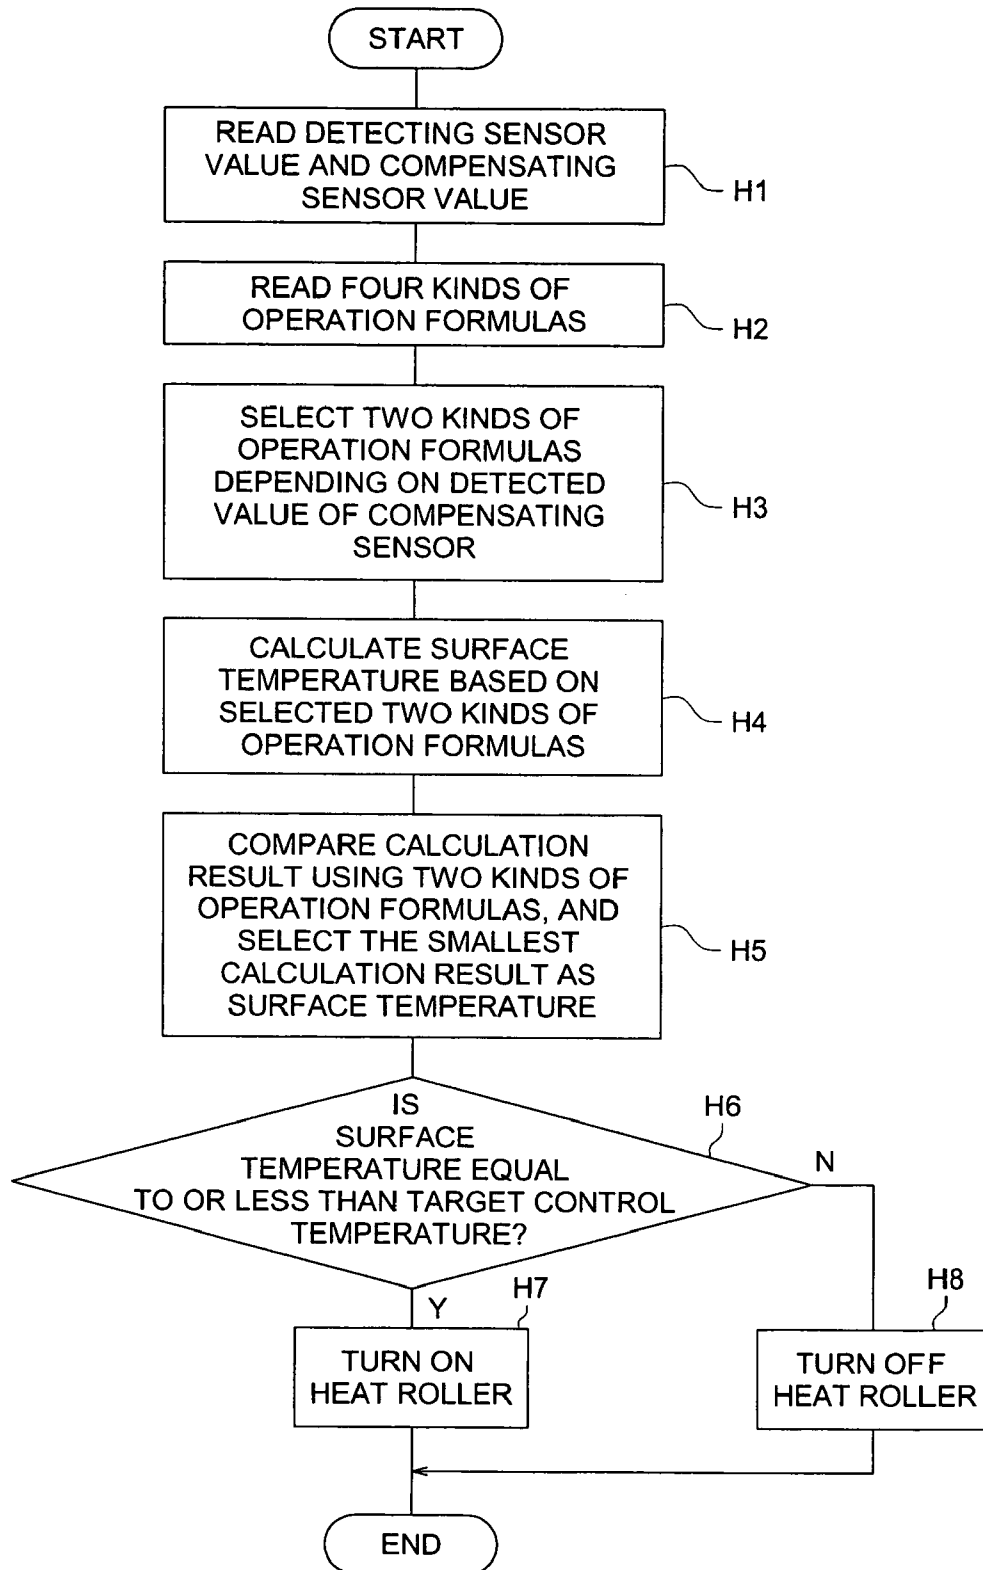 START
READ DETECTING SENSOR
VALUE AND COMPENSATING
SENSOR VALUE
H1
READ FOUR KINDS OF
OPERATION FORMULAS
H2
SELECT TWO KINDS OF
OPERATION FORMULAS
DEPENDING ON DETECTED
VALUE OF COMPENSATING
SENSOR
H3
CALCULATE SURFACE
TEMPERATURE BASED ON
SELECTED TWO KINDS OF
OPERATION FORMULAS
H4
COMPARE CALCULATION
RESULT USING TWO KINDS OF
OPERATION FORMULAS, AND
SELECT THE SMALLEST
CALCULATION RESULT AS
SURFACE TEMPERATURE
H5
IS
SURFACE
TEMPERATURE EQUAL
TO OR LESS THAN TARGET CONTROL
TEMPERATURE?
H6
N
Y
H7
TURN ON
HEAT ROLLER
H8
TURN OFF
HEAT ROLLER
END